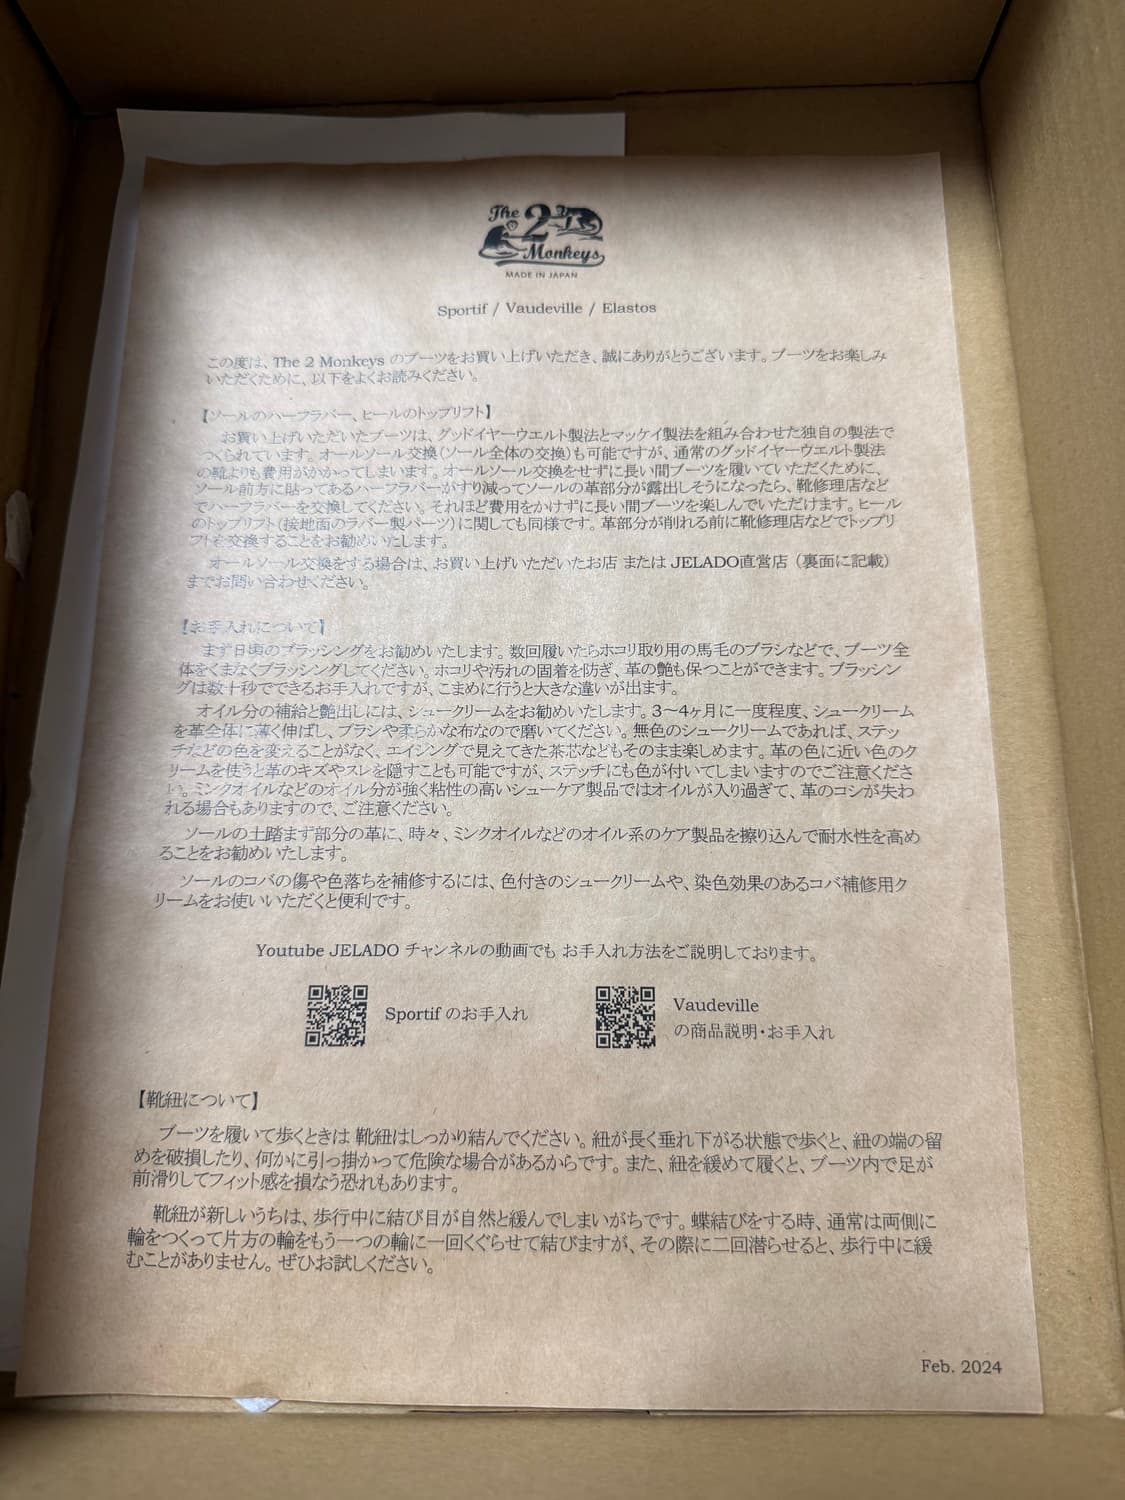 The 2 Monkeys
MADE IN JAPAN
Sportif / Vaudeville / Elastos
この度は、The 2 Monkeys のブーツをお買い上げいただき、誠にありがとうございます。ブーツをお楽しみ
いただくために、以下をよくお読みください。
【ソールのハーフラバー、ヒールのトップリフト】
お買い上げいただいたブーツは、グッドイヤーウエルト製法とマッケイ製法を組み合わせた独自の製法で
つくられています。オールソール交換（ソール全体の交換）も可能ですが、通常のグッドイヤーウエルト製法
の靴よりも費用がかかってしまいます。オールソール交換をせずに長い間ブーツを履いていただくために、
ソール前方に貼ってあるハーフラバーがすり減ってソールの革部分が露出しそうになったら、靴修理店など
でハーフラバーを交換してください。それほど費用をかけずに長い間ブーツを楽しんでいただけます。ヒール
のトップリフト（接地面のラバー製パーツ）に関しても同様です。革部分が削れる前に靴修理店などでトップリ
フトを交換することをお勧めいたします。
オールソール交換をする場合は、お買い上げいただいたお店 または JELADO直営店（裏面に記載）
までお問い合わせください。
【お手入れについて】
まず日頃のブラッシングをお勧めいたします。数回履いたらホコリ取り用の馬毛のブラシなどで、ブーツ全
体をくまなくブラッシングしてください。ホコリや汚れの固着を防ぎ、革の艶も保つことができます。ブラッシン
グは数十秒でできるお手入れですが、こまめに行うと大きな違いが出ます。
オイル分の補給と艶出しには、シュークリームをお勧めいたします。3～4ヶ月に一度程度、シュークリーム
を革全体に薄く伸ばし、ブラシや柔らかな布なので磨いてください。無色のシュークリームであれば、ステッ
チなどの色を変えることがなく、エイジングで見えてきた茶芯などもそのまま楽しめます。革の色に近い色のク
リームを使うと革のキズやスレを隠すことも可能ですが、ステッチにも色が付いてしまいますのでご注意くださ
い。ミンクオイルなどのオイル分が強く粘性の高いシューケア製品ではオイルが入り過ぎて、革のコシが失わ
れる場合もありますので、ご注意ください。
ソールの土踏まず部分の革に、時々、ミンクオイルなどのオイル系のケア製品を擦り込んで耐水性を高め
ることをお勧めいたします。
ソールのコバの傷や色落ちを補修するには、色付きのシュークリームや、染色効果のあるコバ補修用ク
リームをお使いいただくと便利です。
Youtube JELADO チャンネルの動画でも お手入れ方法をご説明しております。
Sportif のお手入れ
Vaudeville
の商品説明・お手入れ
【靴紐について】
ブーツを履いて歩くときは 靴紐はしっかり結んでください。紐が長く垂れ下がる状態で歩くと、紐の端の留
めを破損したり、何かに引っ掛かって危険な場合があるからです。また、紐を緩めて履くと、ブーツ内で足が
前滑りしてフィット感を損なう恐れもあります。
靴紐が新しいうちは、歩行中に結び目が自然と緩んでしまいがちです。蝶結びをする時、通常は両側に
輪をつくって片方の輪をもう一つの輪に一回くぐらせて結びますが、その際に二回潜らせると、歩行中に緩
むことがありません。ぜひお試しください。
Feb. 2024